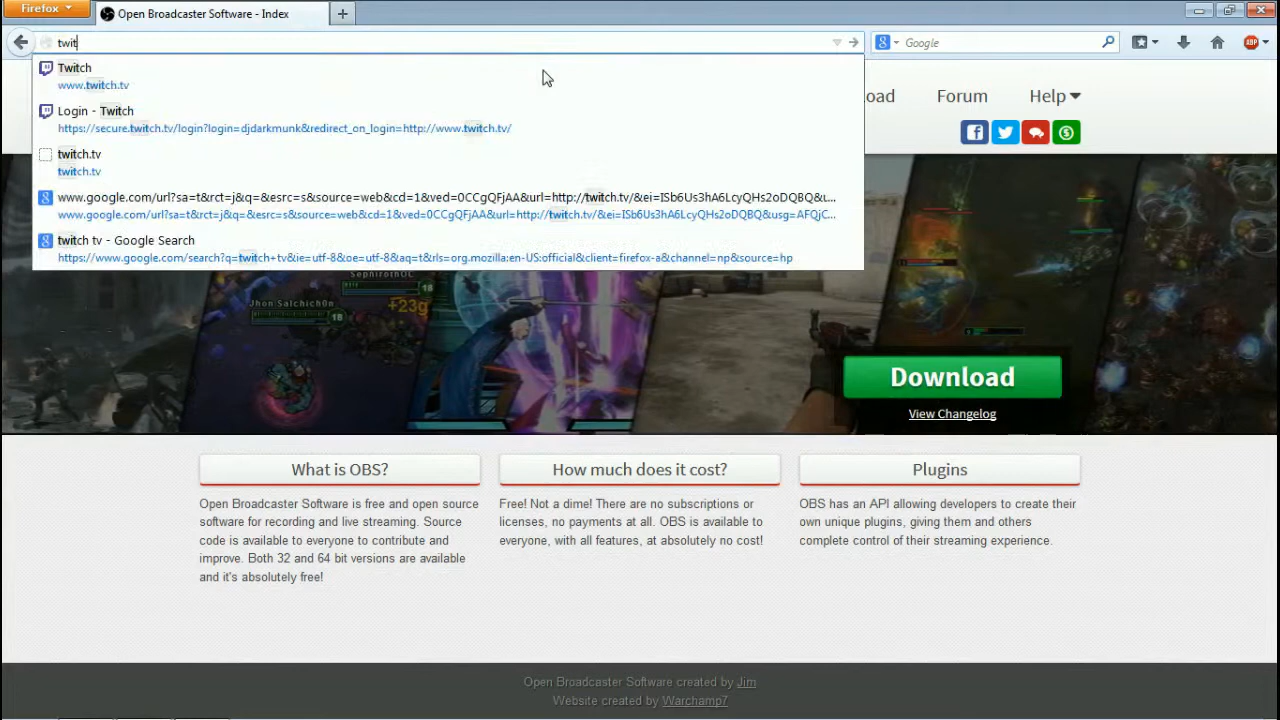 Firefox
Open Broadcaster Software - Index
twit
Google
ABP
Twitch
www.twitch.tv
Login - Twitch
https://secure.twitch.tv/login?login=djdarkmunk&redirect_on_login=http://www.twitch.tv/
twitch.tv
twitch.tv
www.google.com/url?sa=t&rct=j&q=&esrc=s&source=web&cd=1&ved=0CCgQFjAA&url=http://twitch.tv/&ei=ISb6Us3hA6LcyQHs2oDQBQ&u...
www.google.com/url?sa=t&rct=j&q=&esrc=s&source=web&cd=1&ved=0CCgQFjAA&url=http://twitch.tv/&ei=ISb6Us3hA6LcyQHs2oDQBQ&usg=AFQjC...
twitch tv - Google Search
https://www.google.com/search?q=twitch+tv&ie=utf-8&oe=utf-8&aq=t&rls=org.mozilla:en-US:official&client=firefox-a&channel=np&source=hp
oad Forum Help
SephirothOC
18
Jhon Salchich0n
18
+23g
Download
View Changelog
What is OBS?
Open Broadcaster Software is free and open source
software for recording and live streaming. Source
code is available to everyone to contribute and
improve. Both 32 and 64 bit versions are available
and it's absolutely free!
How much does it cost?
Free! Not a dime! There are no subscriptions or
licenses, no payments at all. OBS is available to
everyone, with all features, at absolutely no cost!
Plugins
OBS has an API allowing developers to create their
own unique plugins, giving them and others
complete control of their streaming experience.
Open Broadcaster Software created by Jim
Website created by Warchamp7